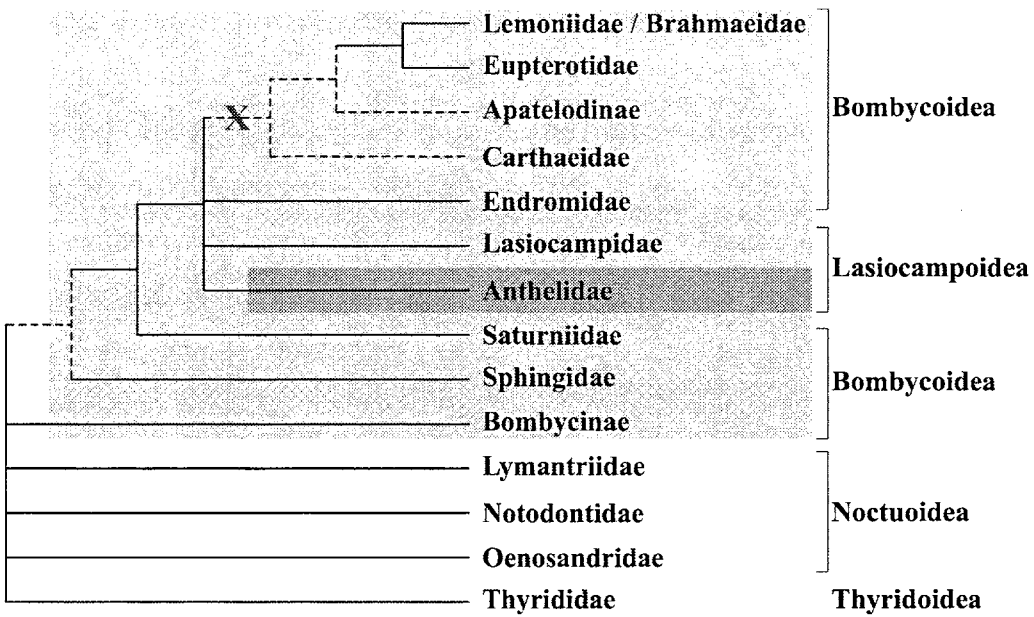 Lemoniidae / Brahmaeidae
Eupterotidae
Apatelodinae
Bombycoidea
X
Carthaeidae
Endromidae
Lasiocampidae
Lasiocampoidea
Anthelidae
Saturniidae
Sphingidae
Bombycoidea
Bombycinae
Lymantriidae
Notodontidae
Noctuoidea
Oenosandridae
Thyrididae
Thyridoidea